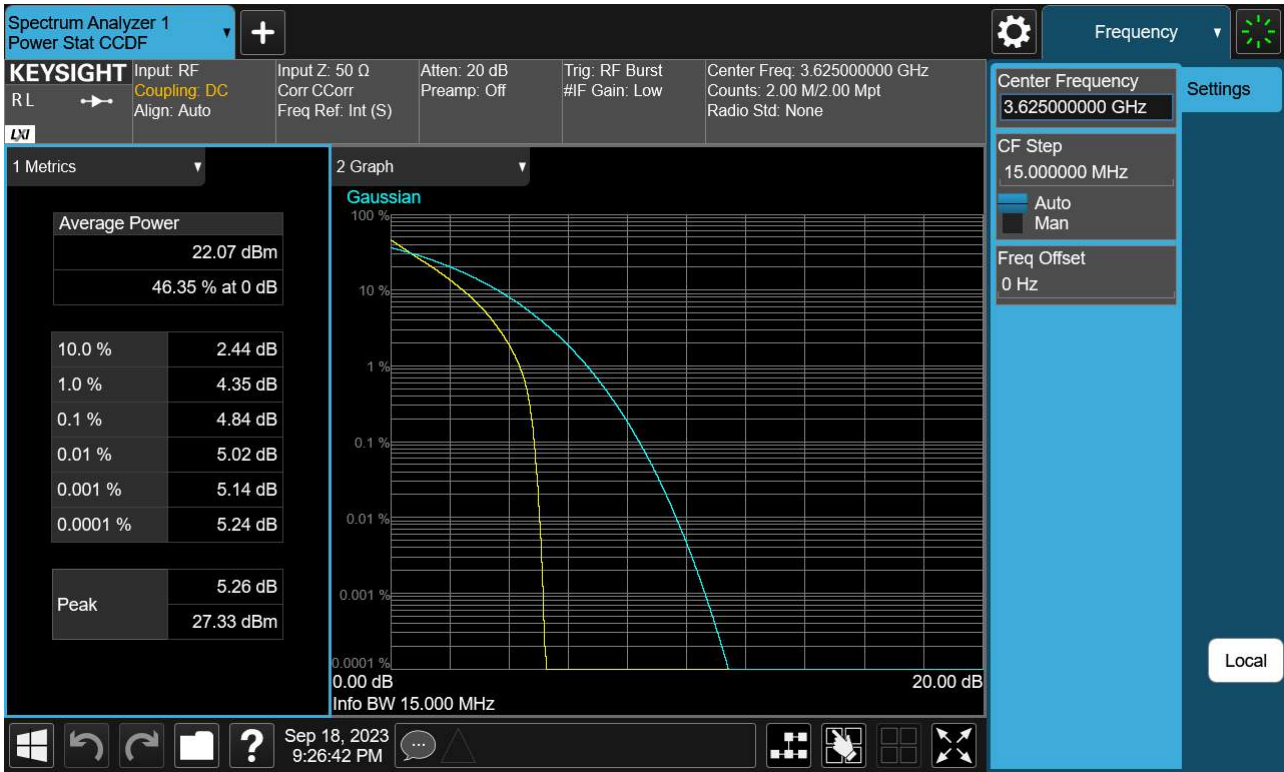 Spectrum Analyzer 1
Power Stat CCDF
+
Frequency
KEYSIGHT
R L
LXI
Input: RF
Coupling: DC
Align: Auto
Input Z: 50 Ω
Corr CCorr
Freq Ref: Int (S)
Atten: 20 dB
Preamp: Off
Trig: RF Burst
#IF Gain: Low
Center Freq: 3.625000000 GHz
Counts: 2.00 M/2.00 Mpt
Radio Std: None
Center Frequency
3.625000000 GHz
Settings
CF Step
15.000000 MHz
Auto
Man
Freq Offset
0 Hz
1 Metrics
Average Power
22.07 dBm
46.35 % at 0 dB
10.0 % 2.44 dB
1.0 % 4.35 dB
0.1 % 4.84 dB
0.01 % 5.02 dB
0.001 % 5.14 dB
0.0001 % 5.24 dB
Peak
5.26 dB
27.33 dBm
2 Graph
Gaussian
100 %
10 %
1 %
0.1 %
0.01 %
0.001 %
0.0001 %
0.00 dB
20.00 dB
Info BW 15.000 MHz
Local
?
Sep 18, 2023
9:26:42 PM